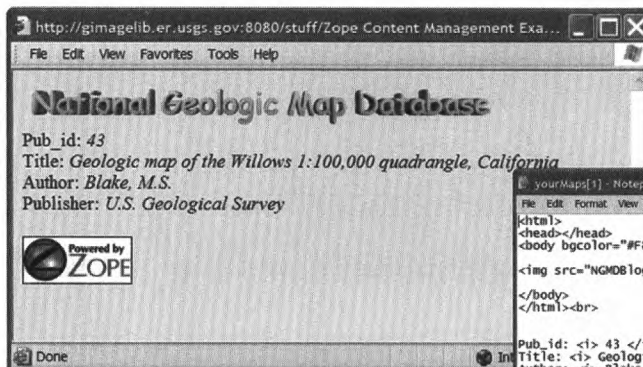 http://gimagelib.er.usgs.gov:8080/stuff/Zope Content Management Exa...
File Edit View Favorites Tools Help
National Geologic Map Database
Pub_id: 43
Title: Geologic map of the Willows 1:100,000 quadrangle, California
Author: Blake, M.S.
Publisher: U.S. Geological Survey
Powered by
ZOPE
Done
yourMaps[1] - Notep
File Edit Format View
<html>
<head></head>
<body bgcolor="#F
<img src="NGMDBlog
</body>
</html><br>
Pub_id: <i> 43 </
Title: <i> Geolog